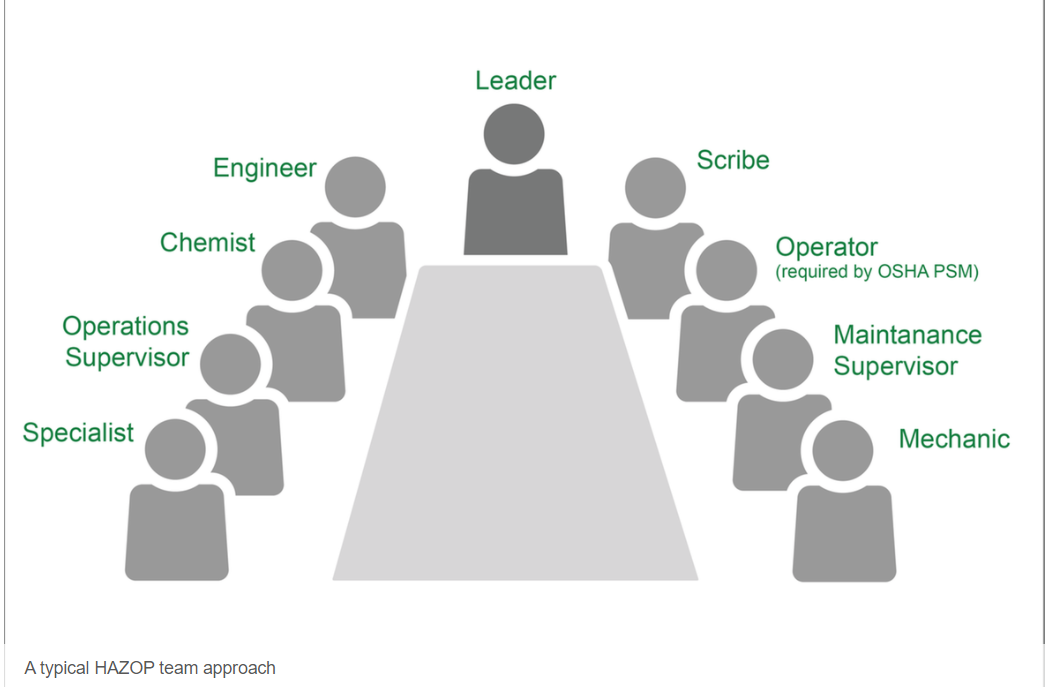 Leader
Engineer
Scribe
Chemist
Operator
(required by OSHA PSM)
Operations
Supervisor
Maintanance
Supervisor
Specialist
Mechanic
A typical HAZOP team approach